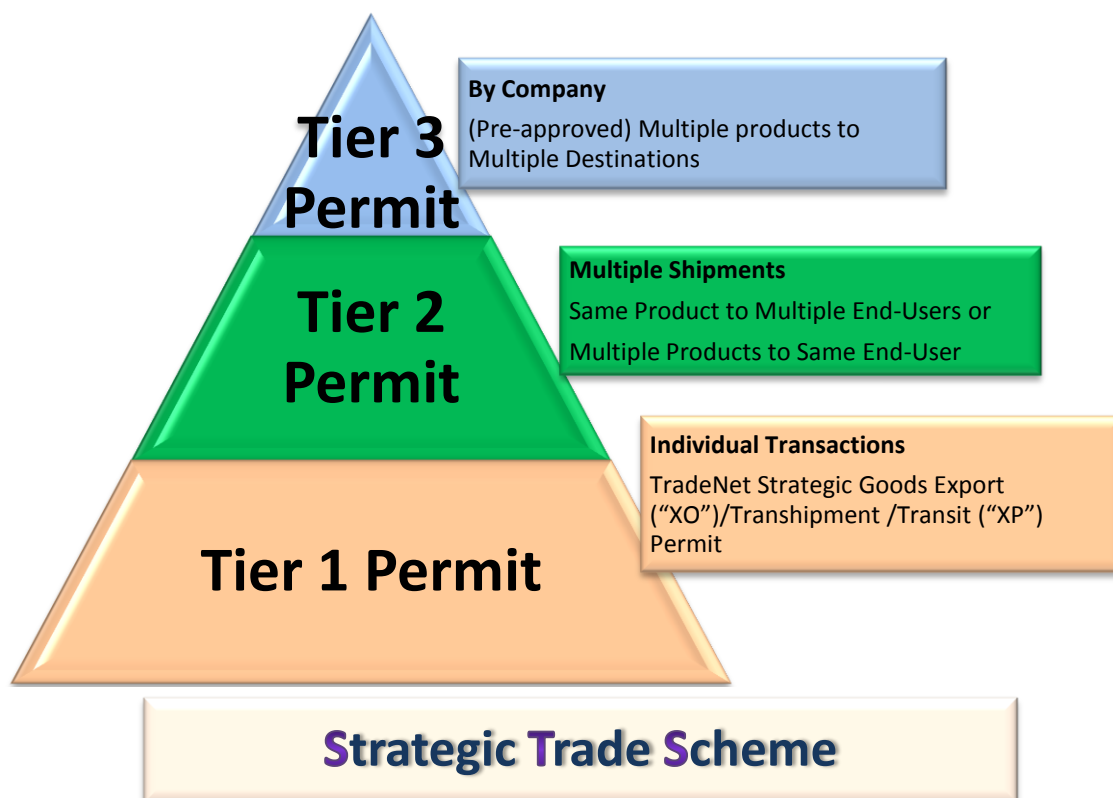 Tier 3
Permit
By Company
(Pre-approved) Multiple products to
Multiple Destinations
Tier 2
Permit
Multiple Shipments
Same Product to Multiple End-Users or
Multiple Products to Same End-User
Tier 1 Permit
Individual Transactions
TradeNet Strategic Goods Export
(“XO”)/Transhipment /Transit (“XP”)
Permit
Strategic Trade Scheme